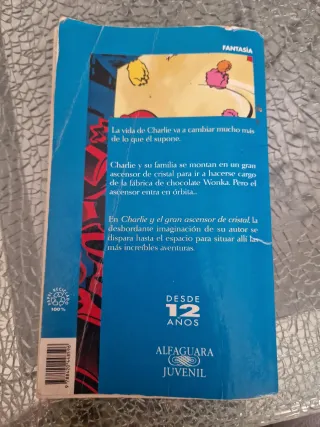 FANTASÍA
La vida de Charlie va a cambiar mucho más
de lo que él supone.
Charlie y su familia se montan en un gran
ascensor de cristal para ir a hacerse cargo
de la fábrica de chocolate Wonka. Pero el
ascensor entra en órbita...
En Charlie y el gran ascensor de cristal, la
desbordante imaginación de su autor se
dispara hasta el espacio para situar allí las
más increíbles aventuras.
DESDE
12
AÑOS
ALFAGUARA
JUVENIL
100%